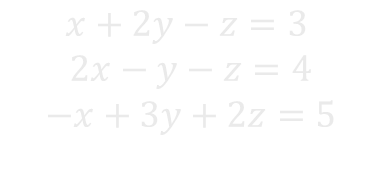 x + 2y − z = 3
2x − y − z = 4
−x + 3y + 2z = 5